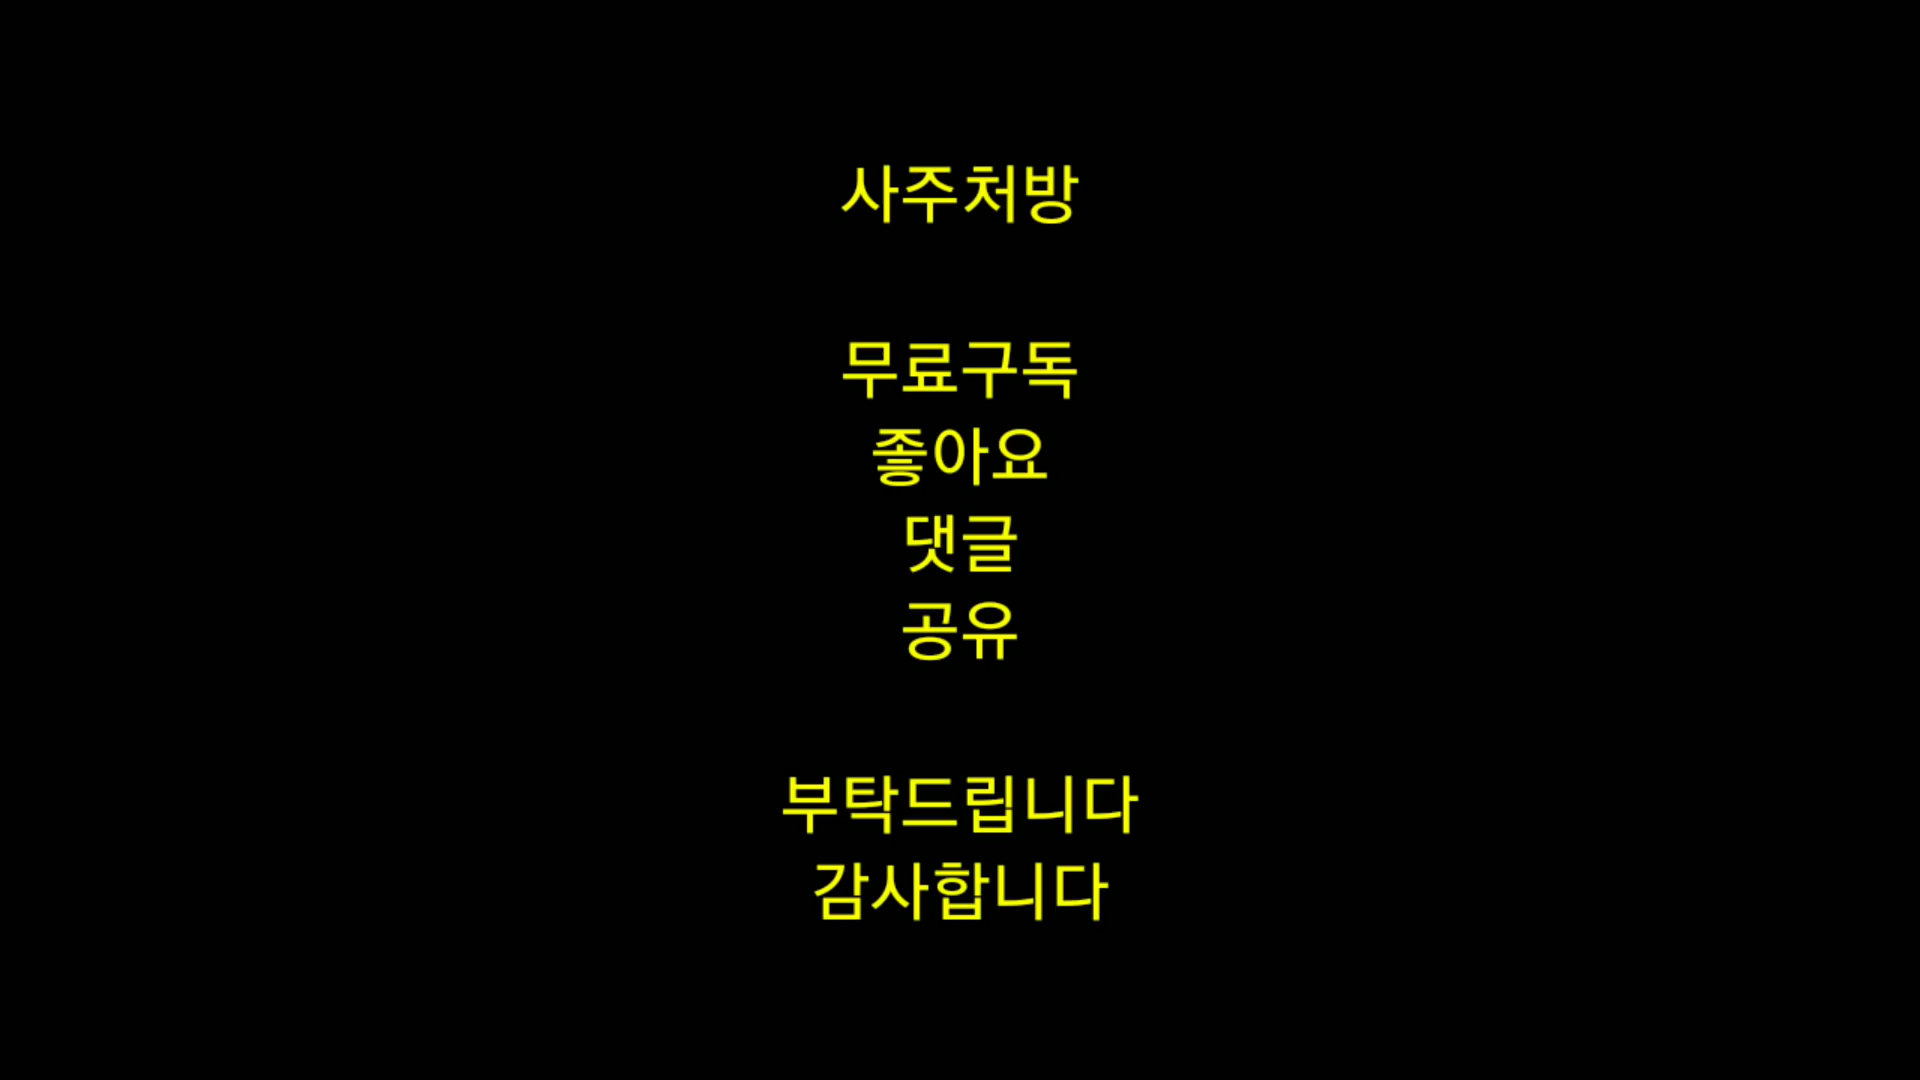 사주처방
무료구독
좋아요
댓글
공유
부탁드립니다
감사합니다